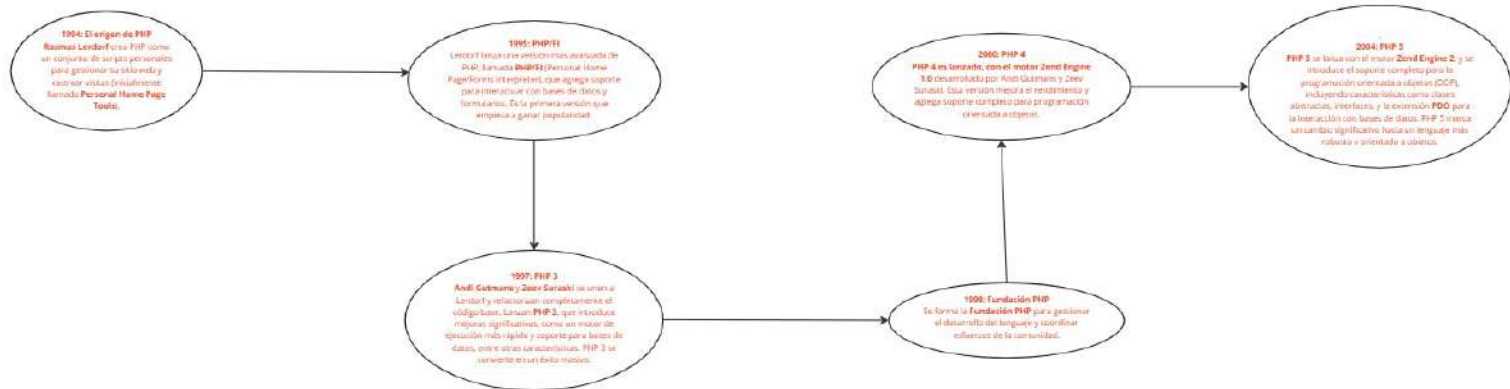 1994: El origen de PHP
Rasmus Lerdorf crea PHP como
un conjunto de scripts personales
para gestionar su sitio web y
rastrear visitas (inicialmente
llamado Personal Home Page
Tools).
1995: PHP/FI
Lerdorf lanza una versión más avanzada de
PHP, llamada PHP/FI (Personal Home
Page/Forms Interpreter), que agrega soporte
para interactuar con bases de datos y
formularios. Es la primera versión que
empieza a ganar popularidad.
1997: PHP 3
Andi Gutmans y Zeev Suraski se unen a
Lerdorf y refactorizan completamente el
código base. Lanzan PHP 3, que introduce
mejoras significativas, como un motor de
ejecución más rápido y soporte para bases de
datos, entre otras características. PHP 3 se
convierte en un éxito masivo.
1998: Fundación PHP
Se forma la Fundación PHP para gestionar
el desarrollo del lenguaje y coordinar
esfuerzos de la comunidad.
2000: PHP 4
PHP 4 es lanzado, con el motor Zend Engine
1.0 desarrollado por Andi Gutmans y Zeev
Suraski. Esta versión mejora el rendimiento y
agrega soporte completo para programación
orientada a objetos.
2004: PHP 5
PHP 5 se lanza con el motor Zend Engine 2, y se
introduce el soporte completo para la
programación orientada a objetos (OOP),
incluyendo características como clases
abstractas, interfaces, y la extensión PDO para
la interacción con bases de datos. PHP 5 marca
un cambio significativo hacia un lenguaje más
robusto y orientado a objetos.